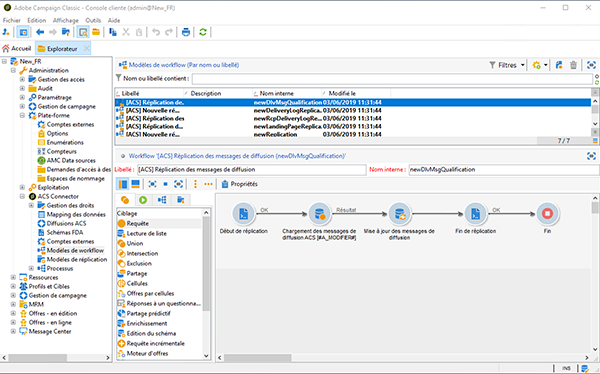 Adobe Campaign Classic - Console cliente (admin@New_FR)
Fichier Edition Affichage Outils Aide
Accueil Explorateur
New_FR
Administration
Gestion des accès
Audit
Paramétrage
Gestion de campagne
Plate-forme
Comptes externes
Options
Enumérations
Compteurs
AMC Data sources
Demandes d'accès à des
Espaces de nommage
Exploitation
ACS Connector
Gestion des droits
Mapping des données
Diffusions ACS
Schémas FDA
Comptes externes
Modèles de workflow
Modèles de réplication
Processus
Ressources
Profils et Cibles
Gestion de campagne
MRM
Offres - en édition
Offres - en ligne
Message Center
Modèles de workflow (Par nom ou libellé)
Filtres
Nom ou libellé contient :
Libellé Description Nom interne Modifié le
[ACS] Réplication de... newDlvMsgQualification 03/06/2019 11:31:44
[ACS] Nouvelle ré... newDeliveryLogReplica... 03/06/2019 11:31:44
[ACS] Réplication des newRcpDeliveryLogReplic... 03/06/2019 11:31:44
[ACS] Nouvelle ré... newLandingPageReplicat... 03/06/2019 11:31:44
[ACS] Nouvelle ré... newReplication 03/06/2019 11:31:44
7 / 7
Workflow '[ACS] Réplication des messages de diffusion (newDlvMsgQualification)'
Libellé : [ACS] Réplication des messages de diffusion Nom interne : newDlvMsgQualification
Propriétés
Ciblage
Requête
Lecture de liste
Union
Intersection
Exclusion
Partage
Cellules
Offres par cellules
Réponses à un questionna...
Partage prédictif
Enrichissement
Edition du schéma
Requête incrémentale
Moteur d'offres
OK Résultat OK
Début de réplication Chargement des messages de diffusion ACS [#A_MODIFIER#] Mise à jour des messages de diffusion Fin de réplication Fin
INS